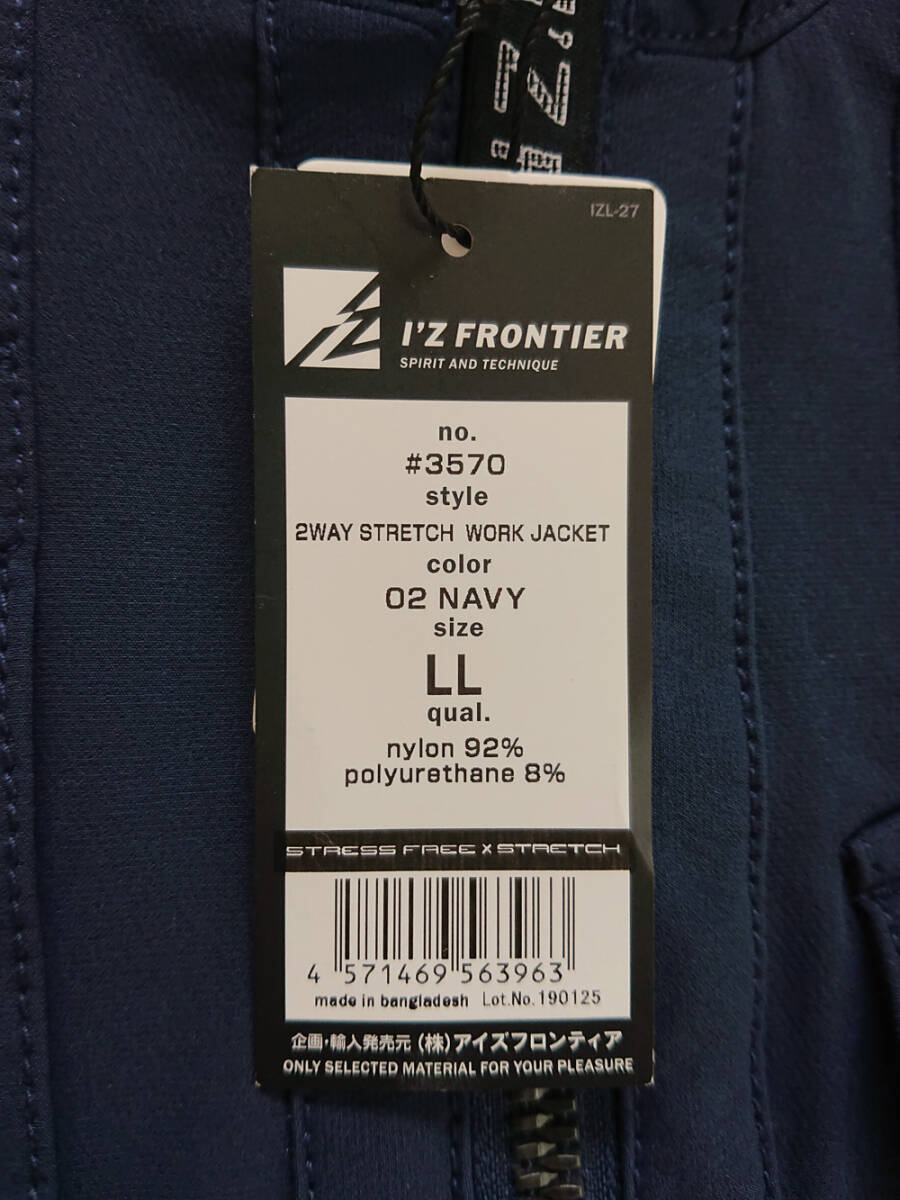 IZL-27
I'Z FRONTIER
SPIRIT AND TECHNIQUE
no.
#3570
style
2WAY STRETCH WORK JACKET
color
02 NAVY
size
LL
qual.
nylon 92%
polyurethane 8%
STRESS FREE X STRETCH
4 571469 563963
made in bangladesh Lot.No.190125
企画・輸入発売元 (株)アイズフロンティア
ONLY SELECTED MATERIAL FOR YOUR PLEASURE